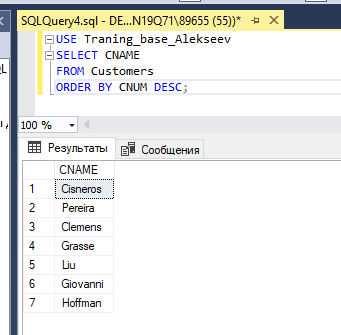 SQLQuery4.sql - DE...N19Q71\89655 (55))*
USE Traning_base_Alekseev
SELECT CNAME
FROM Customers
ORDER BY CNUM DESC;
100 %
Результаты
Сообщения
CNAME
1 Cisneros
2 Pereira
3 Clemens
4 Grasse
5 Liu
6 Giovanni
7 Hoffman